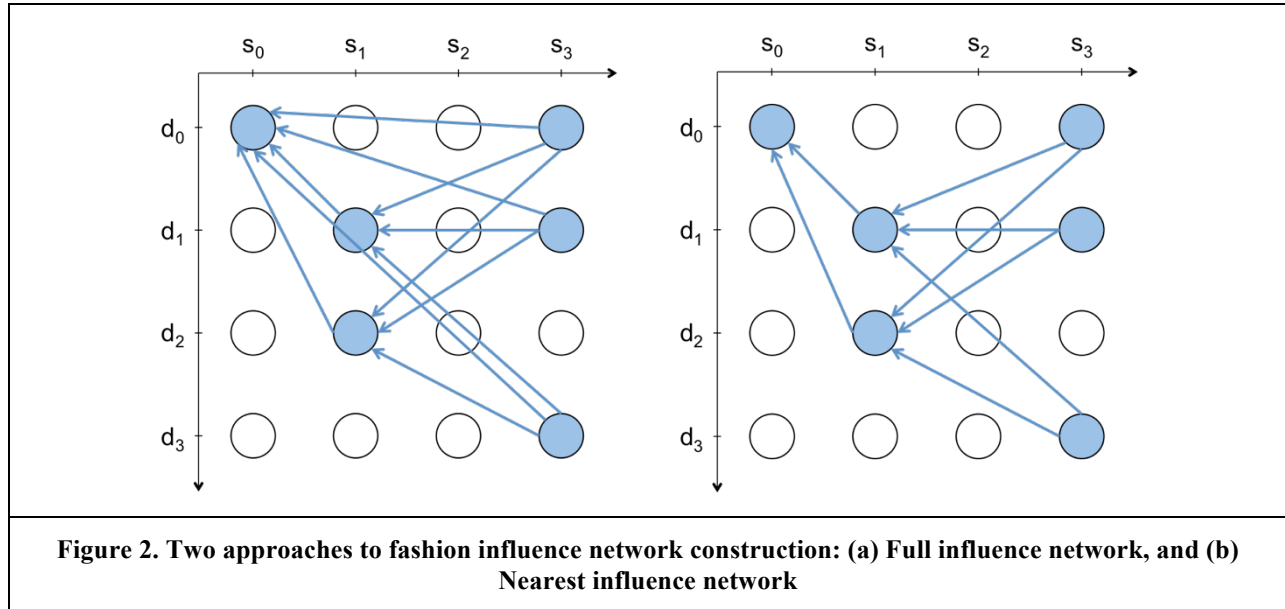 s₀ s₁ s₂ s₃ s₀ s₁ s₂ s₃
d₀ d₀
d₁ d₁
d₂ d₂
d₃ d₃
Figure 2. Two approaches to fashion influence network construction: (a) Full influence network, and (b)
Nearest influence network